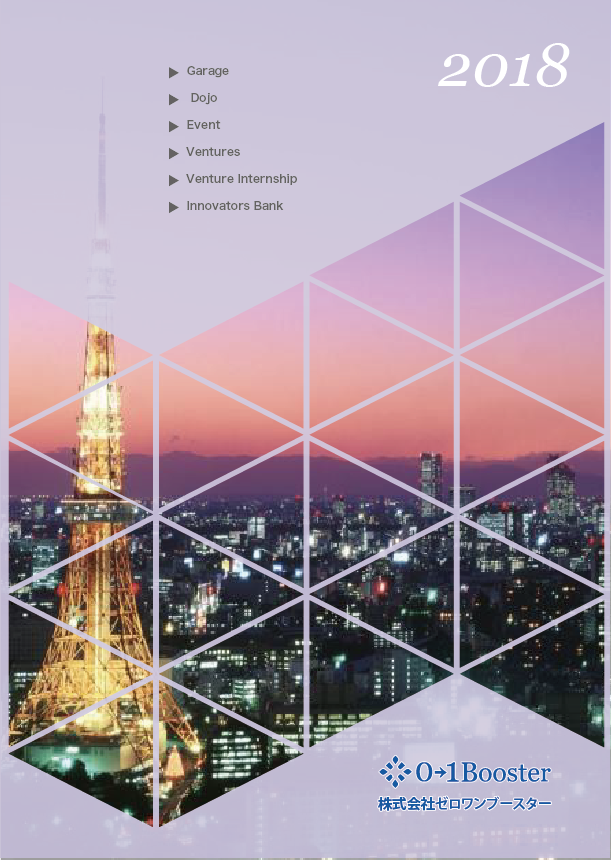 2018
▶ Garage
▶ Dojo
▶ Event
▶ Ventures
▶ Venture Internship
▶ Innovators Bank
0→1Booster
株式会社ゼロワンブースター